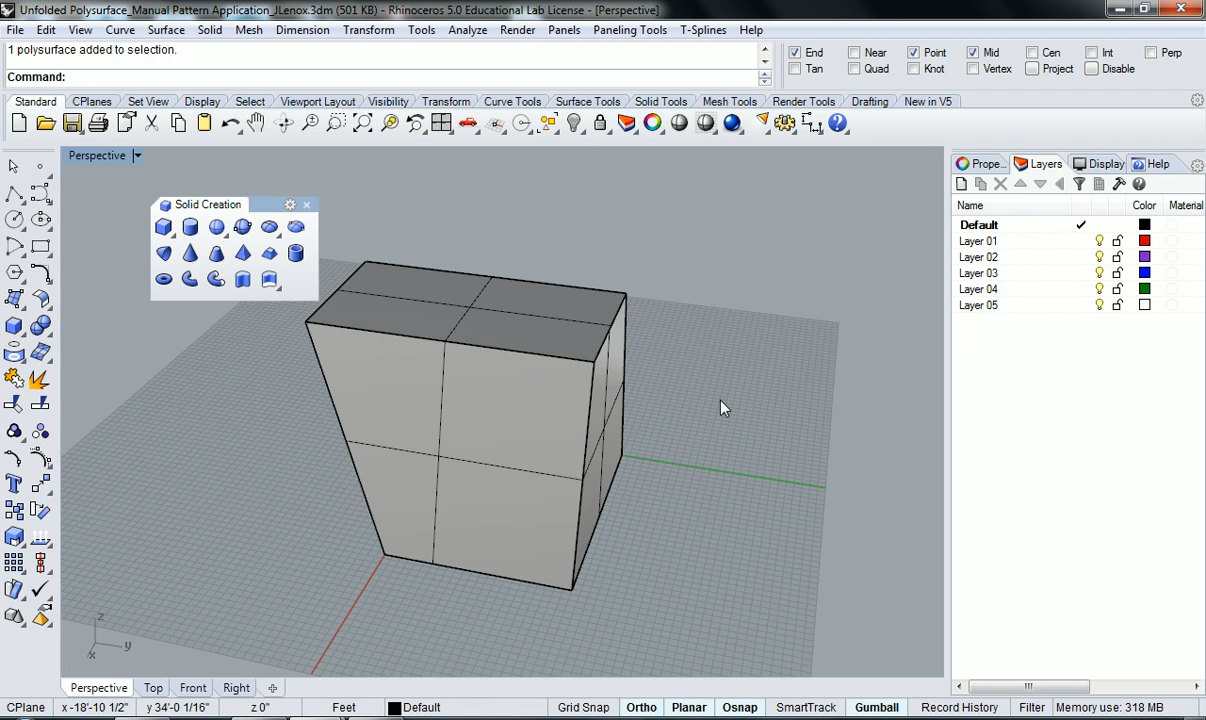 Unfolded Polysurface_Manual Pattern Application_JLenox.3dm (501 KB) - Rhinoceros 5.0 Educational Lab License - [Perspective]
File Edit View Curve Surface Solid Mesh Dimension Transform Tools Analyze Render Panels Paneling Tools T-Splines Help
1 polysurface added to selection.
Command:
End Near Point Mid Cen Int Perp
Tan Quad Knot Vertex Project Disable
Standard CPlanes Set View Display Select Viewport Layout Visibility Transform Curve Tools Surface Tools Solid Tools Mesh Tools Render Tools Drafting New in V5
Perspective
Solid Creation
Prope... Layers Display Help
Name Color Material
Default
Layer 01
Layer 02
Layer 03
Layer 04
Layer 05
z
y
x
Perspective Top Front Right
CPlane x -18'-10 1/2" y 34'-0 1/16" z 0" Feet Default Grid Snap Ortho Planar Osnap SmartTrack Gumball Record History Filter Memory use: 318 MB